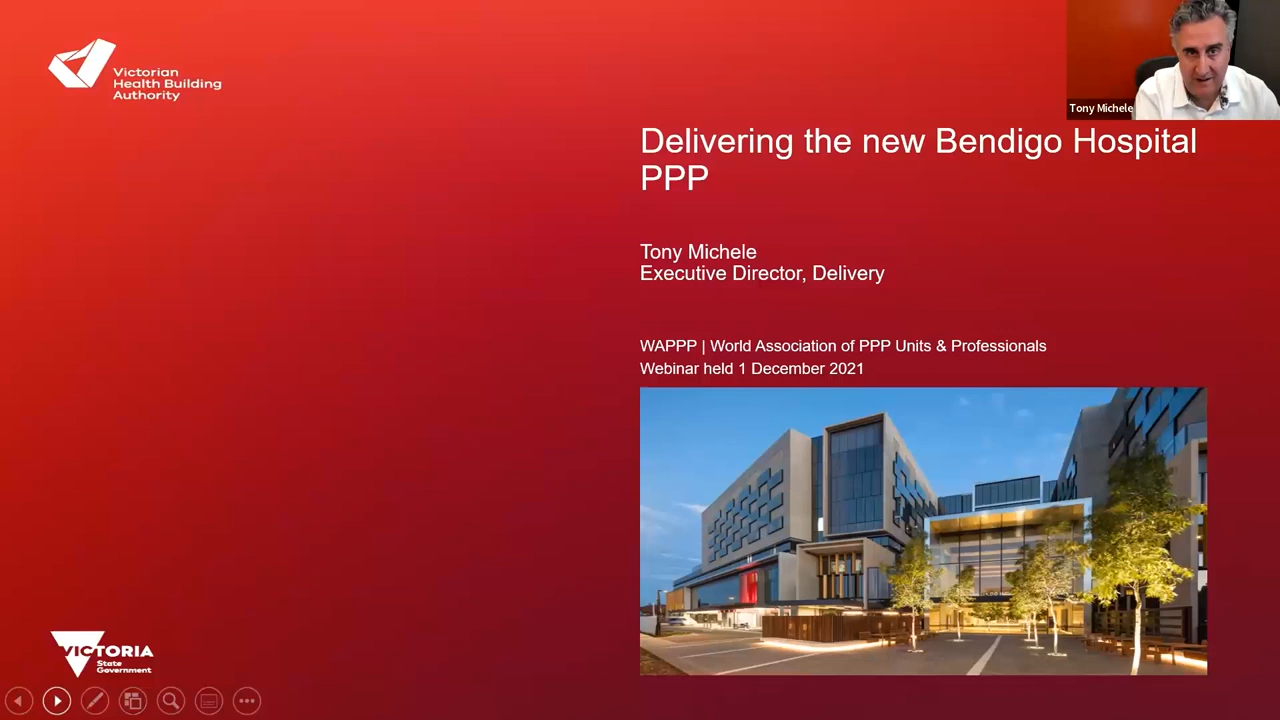 Victorian
Health Building
Authority
Tony Michele
Delivering the new Bendigo Hospital
PPP
Tony Michele
Executive Director, Delivery
WAPPP | World Association of PPP Units & Professionals
Webinar held 1 December 2021
VICTORIA
State
Government